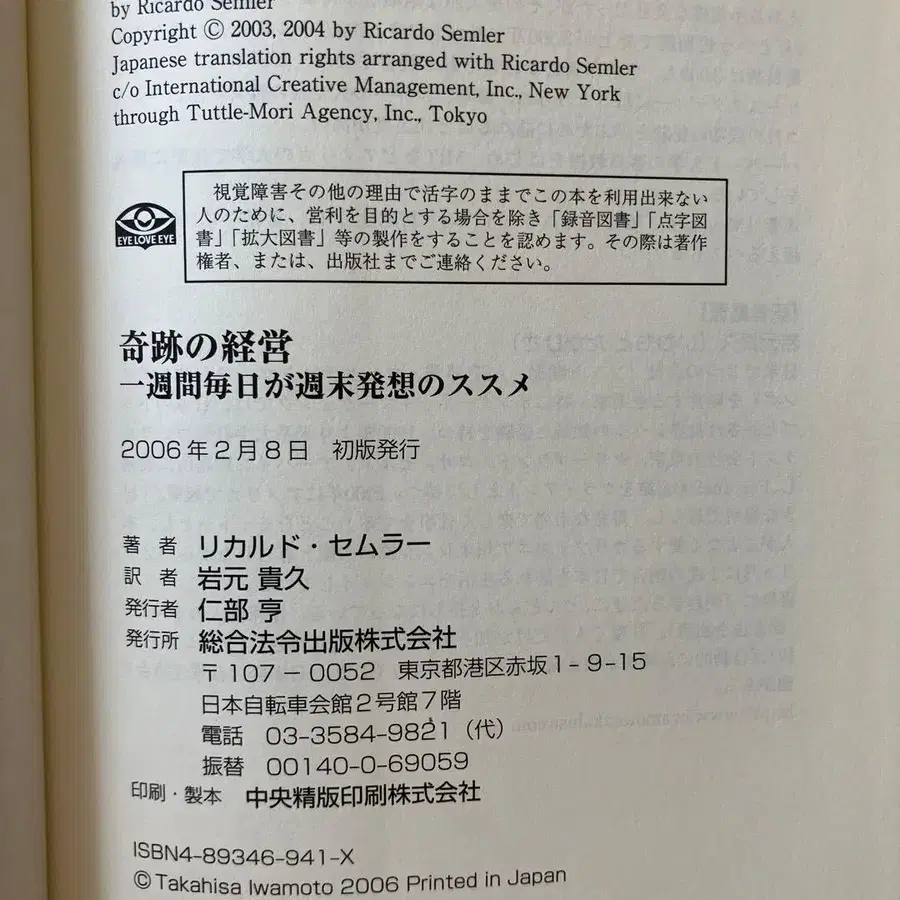 by Ricardo Semler
Copyright © 2003, 2004 by Ricardo Semler
Japanese translation rights arranged with Ricardo Semler
c/o International Creative Management, Inc., New York
through Tuttle-Mori Agency, Inc., Tokyo
EYE LOVE EYE
視覚障害その他の理由で活字のままでこの本を利用出来ない
人のために、営利を目的とする場合を除き「録音図書」「点字図
書」「拡大図書」等の製作をすることを認めます。その際は著作
権者、または、出版社までご連絡ください。
奇跡の経営
一週間毎日が週末発想のススメ
2006年2月8日 初版発行
著 者 リカルド・セムラー
訳 者 岩元 貴久
発行者 仁部 亨
発行所 総合法令出版株式会社
〒107-0052 東京都港区赤坂1-9-15
日本自転車会館2号館7階
電話 03-3584-9821(代)
振替 00140-0-69059
印刷・製本 中央精版印刷株式会社
ISBN4-89346-941-X
© Takahisa Iwamoto 2006 Printed in Japan